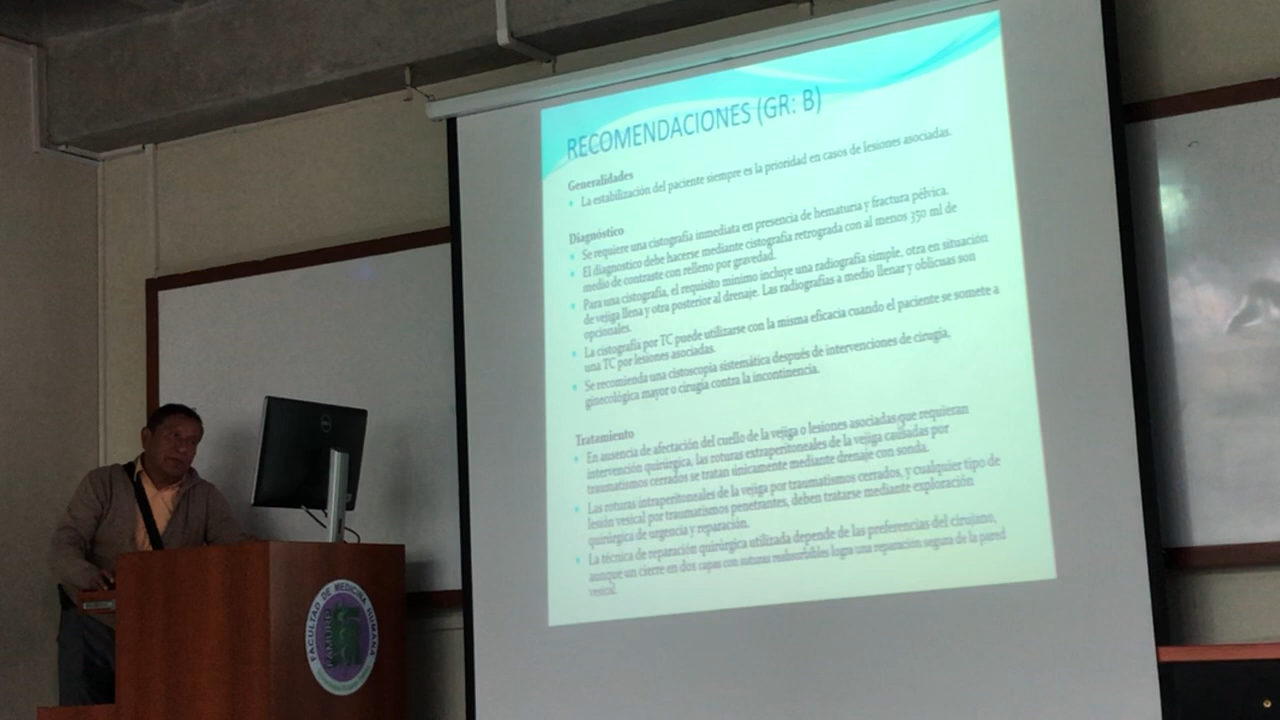 RECOMENDACIONES (GR: B)
Generalidades
La estabilización del paciente siempre es la prioridad en casos de lesiones asociadas.
Diagnóstico
Se requiere una cistografía inmediata en presencia de hematuria y fractura pélvica.
El diagnostico debe hacerse mediante cistografía retrograda con al menos 350 ml de
medio de contraste con relleno por gravedad.
Para una cistografía, el requisito mínimo incluye una radiografía simple, otra en situación
de vejiga llena y otra posterior al drenaje. Las radiografías a medio llenar y oblicuas son
opcionales.
La cistografía por TC puede utilizarse con la misma eficacia cuando el paciente se somete a
una TC por lesiones asociadas.
Se recomienda una cistoscopia sistemática después de intervenciones de cirugía,
ginecológica mayor o cirugía contra la incontinencia.
Tratamiento
En ausencia de afectación del cuello de la vejiga o lesiones asociadas que requieran
intervención quirúrgica, las roturas extraperitoneales de la vejiga causadas por
traumatismos cerrados se tratan únicamente mediante drenaje con sonda.
Las roturas intraperitoneales de la vejiga por traumatismos cerrados, y cualquier tipo de
lesión vesical por traumatismos penetrantes, deben tratarse mediante exploración
quirúrgica de urgencia y reparación.
La técnica de reparación quirúrgica utilizada depende de las preferencias del cirujano,
aunque un cierre en dos capas con suturas reabsorbibles logra una reparación segura de la pared
vesical.
DELL
FACULTAD DE MEDICINA HUMANA
FAMURP